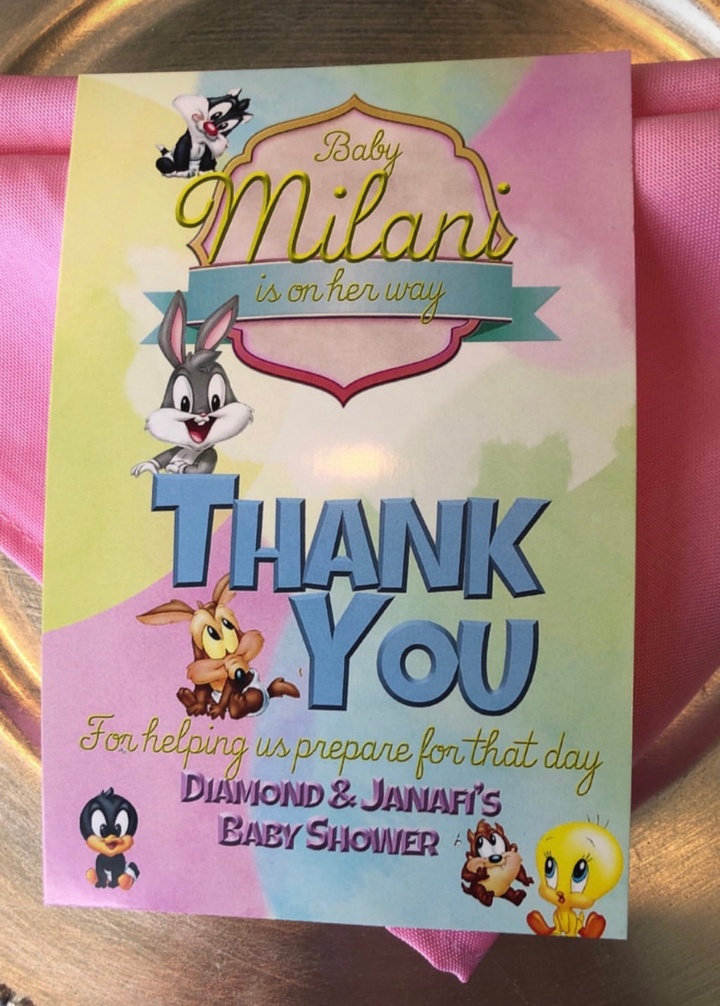 Baby
Milani
is on her way
THANK
YOU
For helping us prepare for that day
DIAMOND & JANAFI'S
BABY SHOWER